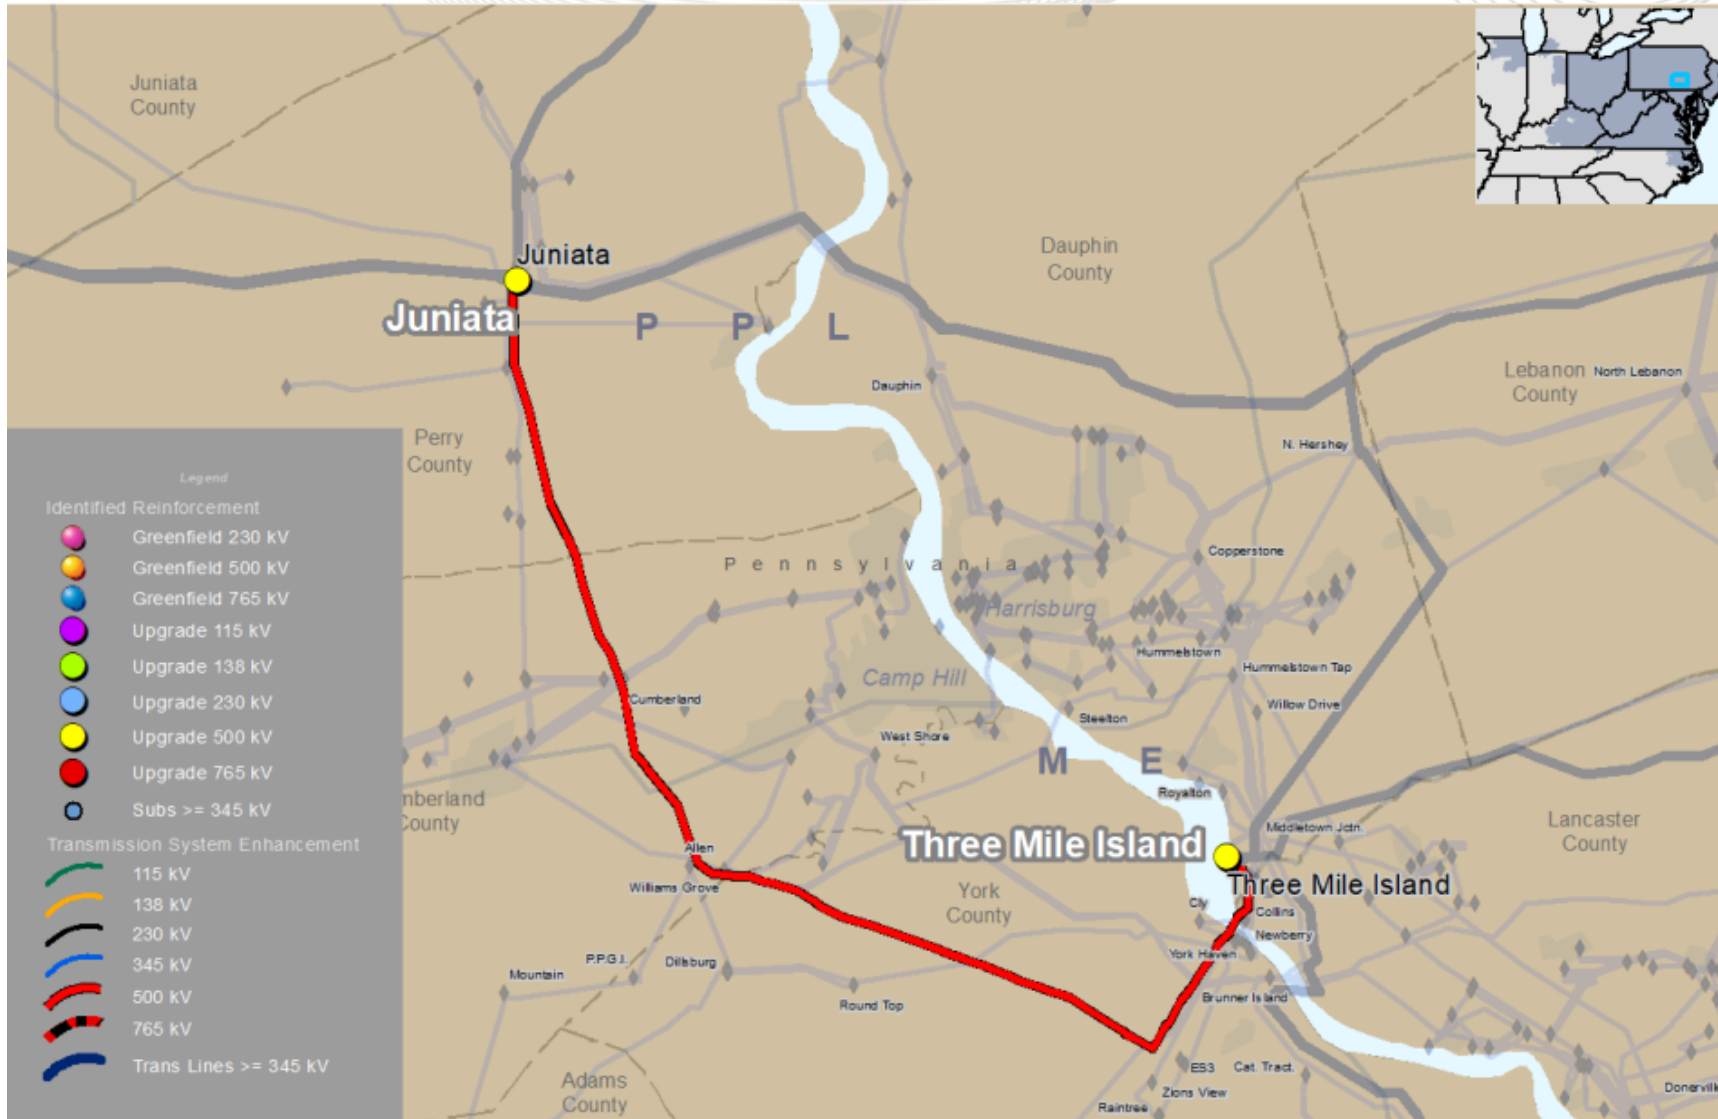 Juniata
County
Juniata
Juniata
P P L
Dauphin
County
Dauphin
Lebanon
County
North Lebanon
N. Hershey
Perry
County
Pennsylvania
Copperstone
Harrisburg
Hummelstown
Hummelstown Tap
Camp Hill
Cumberland
Willow Drive
Steelton
West Shore
M E
Royalton
mberland
County
Middletown Jctn.
Lancaster
County
Three Mile Island
Three Mile Island
Allen
Williams Grove
York
County
Cly
Collins
Newberry
York Haven
P.P.G.I.
Dillsburg
Mountain
Round Top
Brunner Island
ES3
Cat. Tract.
Zions View
Raintree
Donervill
Adams
County
Legend
Identified Reinforcement
Greenfield 230 kV
Greenfield 500 kV
Greenfield 765 kV
Upgrade 115 kV
Upgrade 138 kV
Upgrade 230 kV
Upgrade 500 kV
Upgrade 765 kV
Subs >= 345 kV
Transmission System Enhancement
115 kV
138 kV
230 kV
345 kV
500 kV
765 kV
Trans Lines >= 345 kV